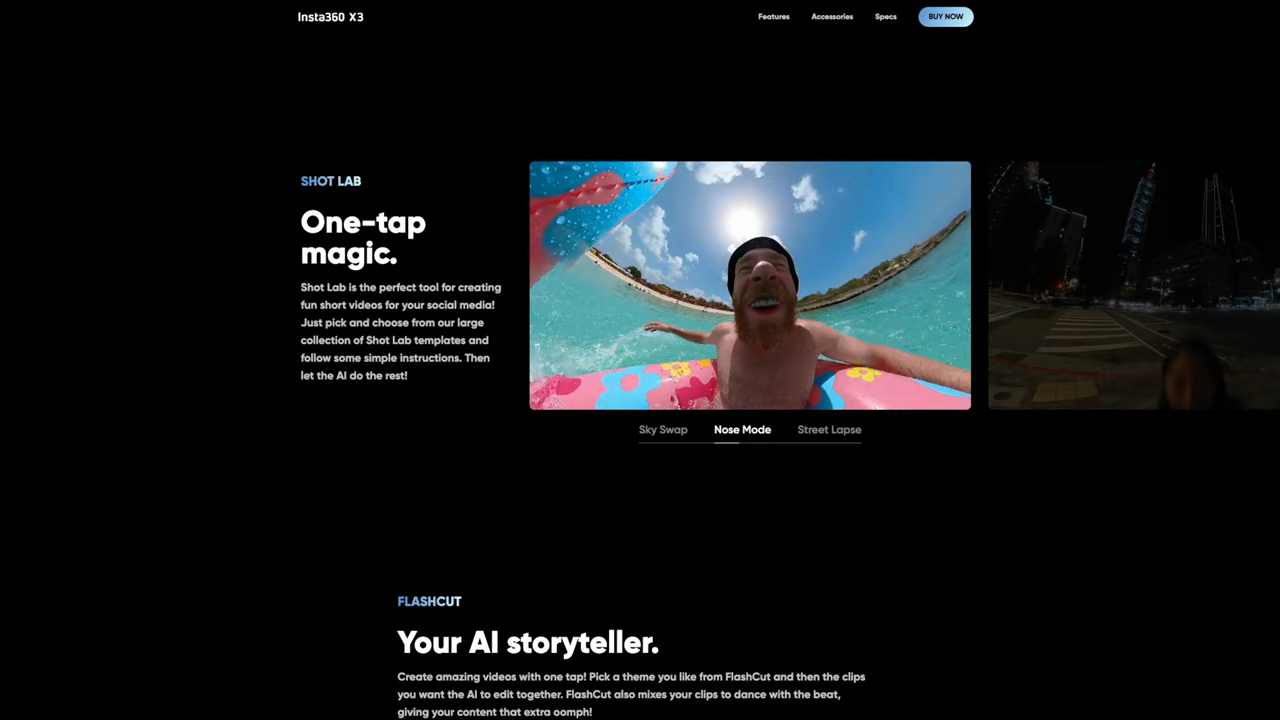 Insta360 X3
Features
Accessories
Specs
BUY NOW
SHOT LAB
One-tap
magic.
Shot Lab is the perfect tool for creating
fun short videos for your social media!
Just pick and choose from our large
collection of Shot Lab templates and
follow some simple instructions. Then
let the AI do the rest!
Sky Swap
Nose Mode
Street Lapse
FLASHCUT
Your AI storyteller.
Create amazing videos with one tap! Pick a theme you like from FlashCut and then the clips
you want the AI to edit together. FlashCut also mixes your clips to dance with the beat,
giving your content that extra oomph!